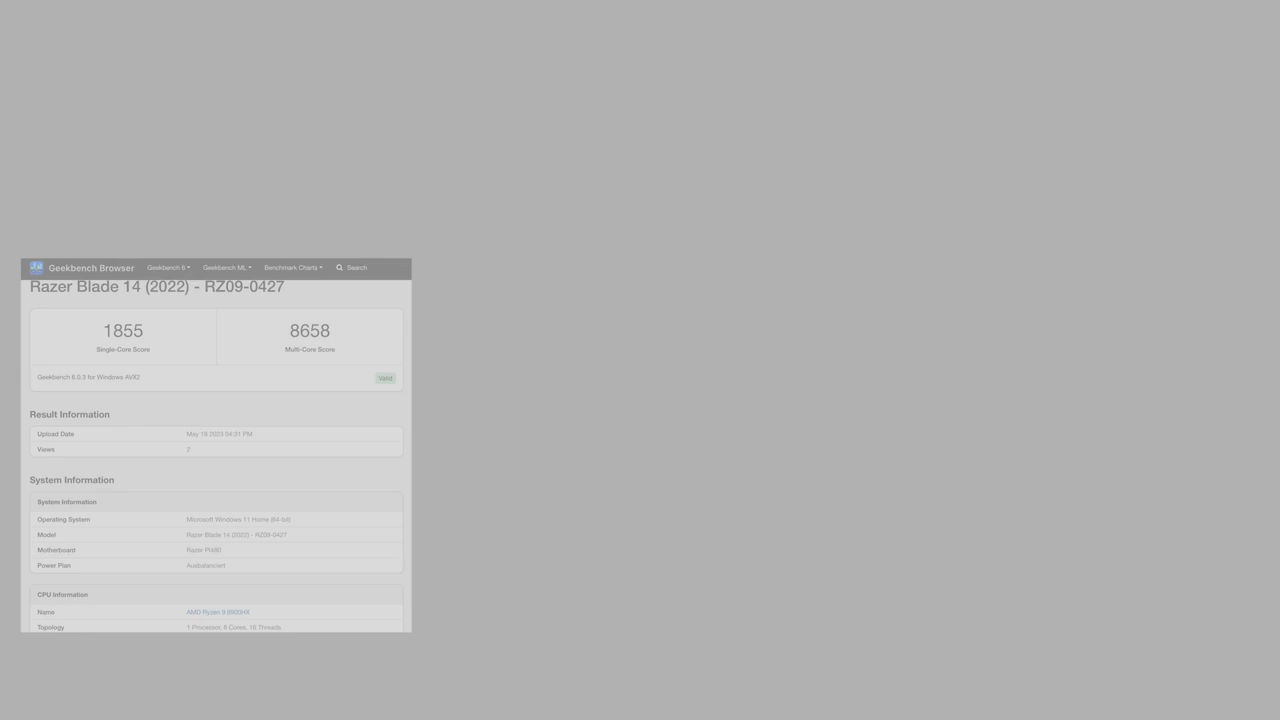 Geekbench Browser Geekbench 6 Geekbench ML Benchmark Charts Search
Razer Blade 14 (2022) - RZ09-0427
1855 8658
Single-Core Score Multi-Core Score
Geekbench 6.0.3 for Windows AVX2 Valid
Result Information
Upload Date May 19 2023 04:31 PM
Views 2
System Information
System Information
Operating System Microsoft Windows 11 Home (64-bit)
Model Razer Blade 14 (2022) - RZ09-0427
Motherboard Razer
Power Plan Ausbalanciert
CPU Information
Name AMD Ryzen 9 6900HX
Topology 1 Processor, 8 Cores, 16 Threads